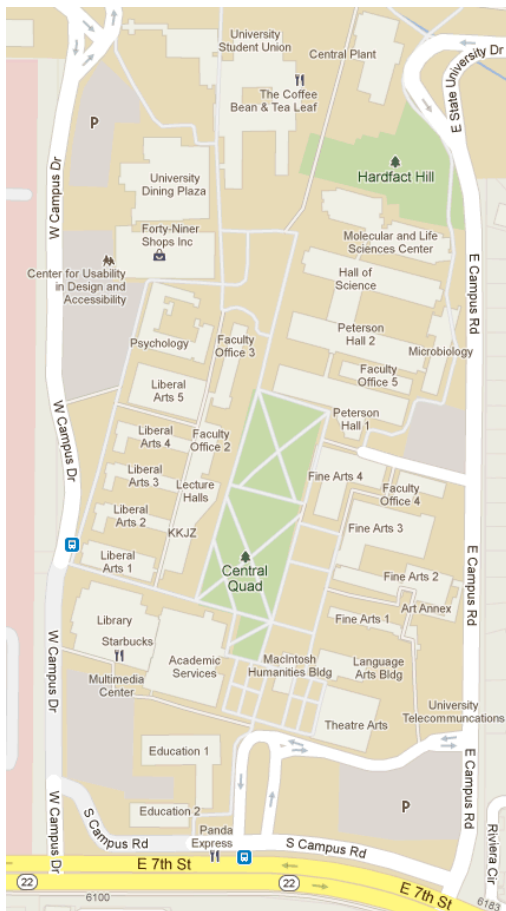 University
Student Union
Central Plant
E State University Dr
The Coffee
Bean & Tea Leaf
P
W Campus Dr
Hardfact Hill
University
Dining Plaza
Forty-Niner
Shops Inc
Molecular and Life
Sciences Center
Center for Usability
in Design and
Accessibility
Hall of
Science
E Campus Rd
Psychology
Faculty
Office 3
Peterson
Hall 2
Microbiology
Liberal
Arts 5
Faculty
Office 5
W Campus Dr
Peterson
Hall 1
Liberal
Arts 4
Faculty
Office 2
Liberal
Arts 3
Lecture
Halls
Fine Arts 4
Faculty
Office 4
Liberal
Arts 2
KKJZ
Fine Arts 3
E Campus Rd
Liberal
Arts 1
Central
Quad
Fine Arts 2
Art Annex
Library
Starbucks
Fine Arts 1
W Campus Dr
Multimedia
Center
Academic
Services
MacIntosh
Humanities Bldg
Language
Arts Bldg
University
Telecommuncations
Theatre Arts
Education 1
E Campus Rd
W Campus Dr
Education 2
P
S Campus Rd
Panda
Express
S Campus Rd
Riviera Cir
E 7th St
22
22
E 7th St
6100
6183